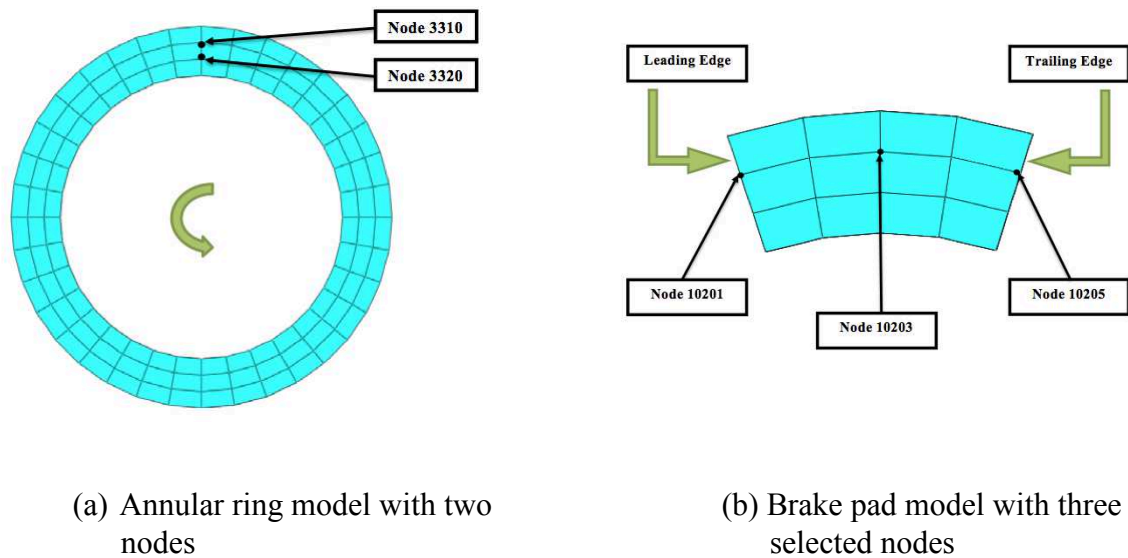 Node 3310
Node 3320
Leading Edge
Trailing Edge
Node 10201
Node 10203
Node 10205
(a) Annular ring model with two
nodes
(b) Brake pad model with three
selected nodes